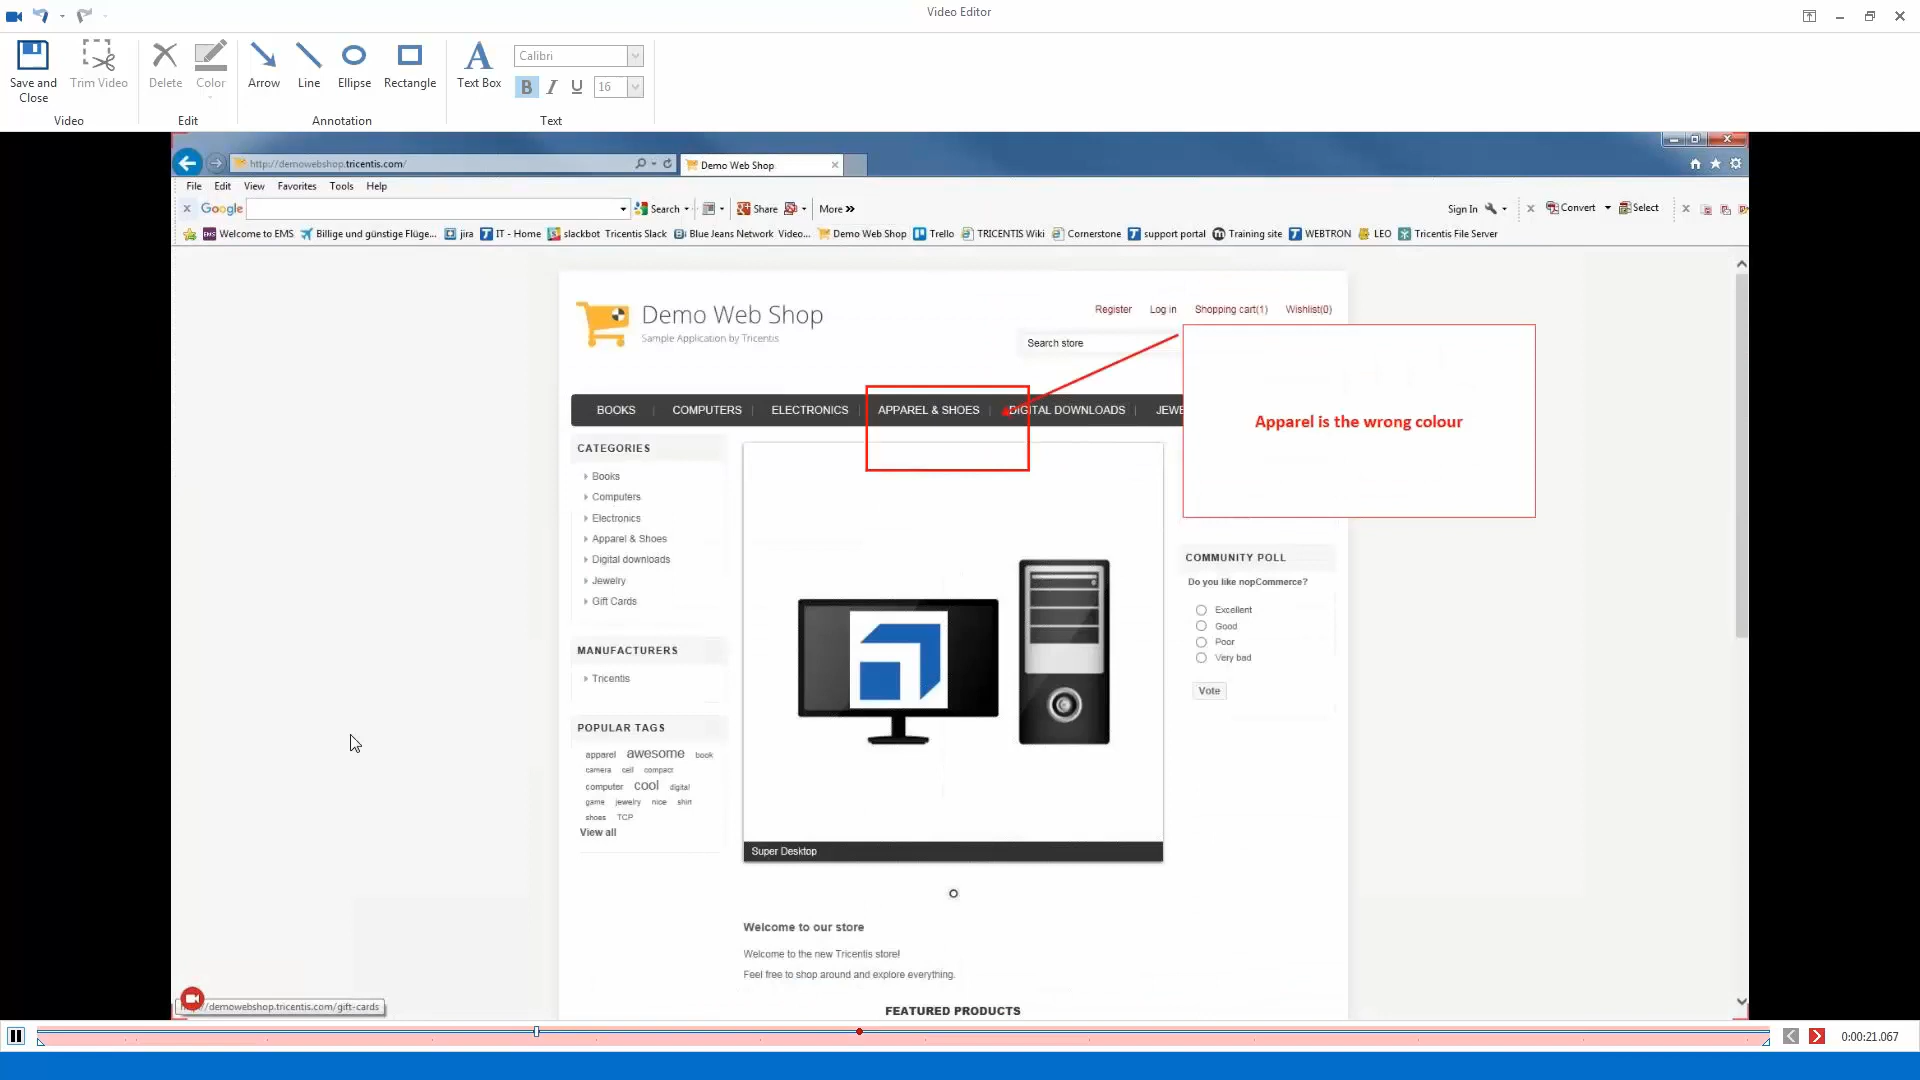 Video Editor
Save and Close
Trim Video
Delete
Color
Arrow
Line
Ellipse
Rectangle
Text Box
Calibri
B I U 16
Video
Edit
Annotation
Text
http://demowebshop.tricentis.com/
Demo Web Shop
File Edit View Favorites Tools Help
Google
Search
Share
More
Sign In
Convert
Select
Welcome to EMS
Billige und günstige Flüge...
jira
IT - Home
slackbot
Tricentis Slack
Blue Jeans Network Video...
Demo Web Shop
Trello
TRICENTIS Wiki
Cornerstone
support portal
Training site
WEBTRON
LEO
Tricentis File Server
Demo Web Shop
Sample Application by Tricentis
Register Log in Shopping cart(1) Wishlist(0)
Search store
BOOKS COMPUTERS ELECTRONICS APPAREL & SHOES DIGITAL DOWNLOADS JEWE
Apparel is the wrong colour
CATEGORIES
Books
Computers
Electronics
Apparel & Shoes
Digital downloads
Jewelry
Gift Cards
MANUFACTURERS
Tricentis
POPULAR TAGS
apparel awesome book
camera cell compact
computer cool digital
game jewelry nice shirt
shoes TCP
View all
Super Desktop
COMMUNITY POLL
Do you like nopCommerce?
Excellent
Good
Poor
Very bad
Vote
Welcome to our store
Welcome to the new Tricentis store!
Feel free to shop around and explore everything.
FEATURED PRODUCTS
/demowebshop.tricentis.com/gift-cards
0:00:21.067